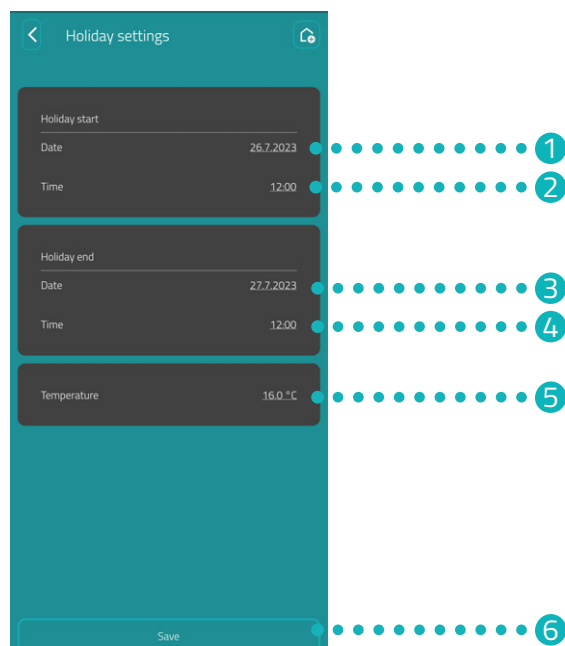 Holiday settings
Holiday start
Date 26.7.2023 1
Time 12:00 2
Holiday end
Date 27.7.2023 3
Time 12:00 4
Temperature 16.0 °C 5
Save 6